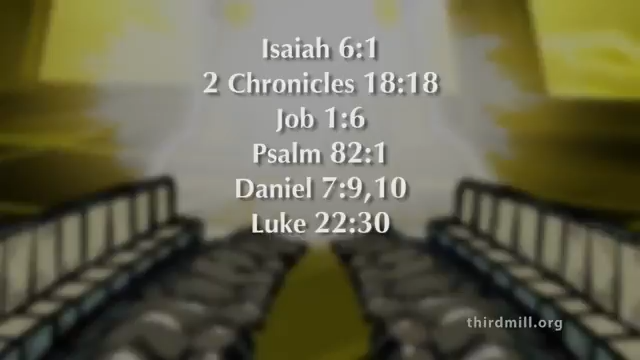 Isaiah 6:1
2 Chronicles 18:18
Job 1:6
Psalm 82:1
Daniel 7:9,10
Luke 22:30
thirdmill.org